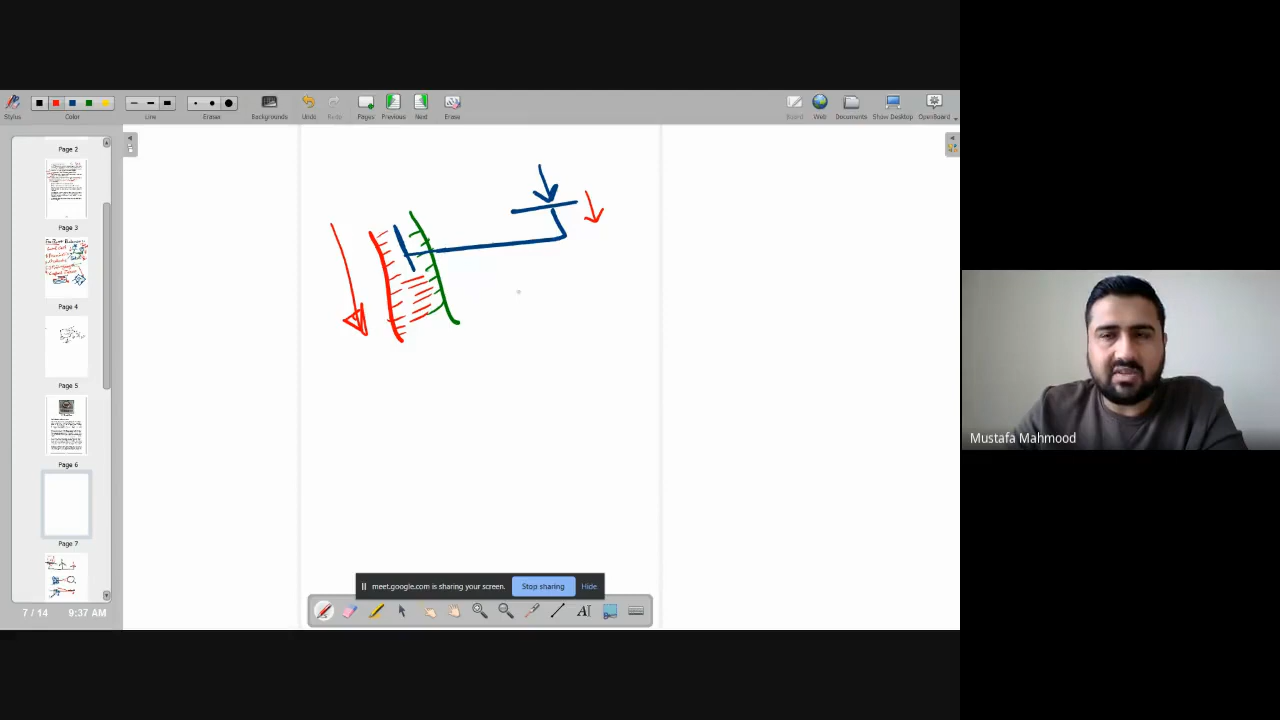 Stylus
Color
Line
Eraser
Backgrounds
Undo
Redo
Pages
Previous
Next
Erase
Board
Web
Documents
Show Desktop
OpenBoard
Page 2
Page 3
Page 4
Page 5
Page 6
Page 7
7 / 14 9:37 AM
meet.google.com is sharing your screen. Stop sharing Hide
Mustafa Mahmood